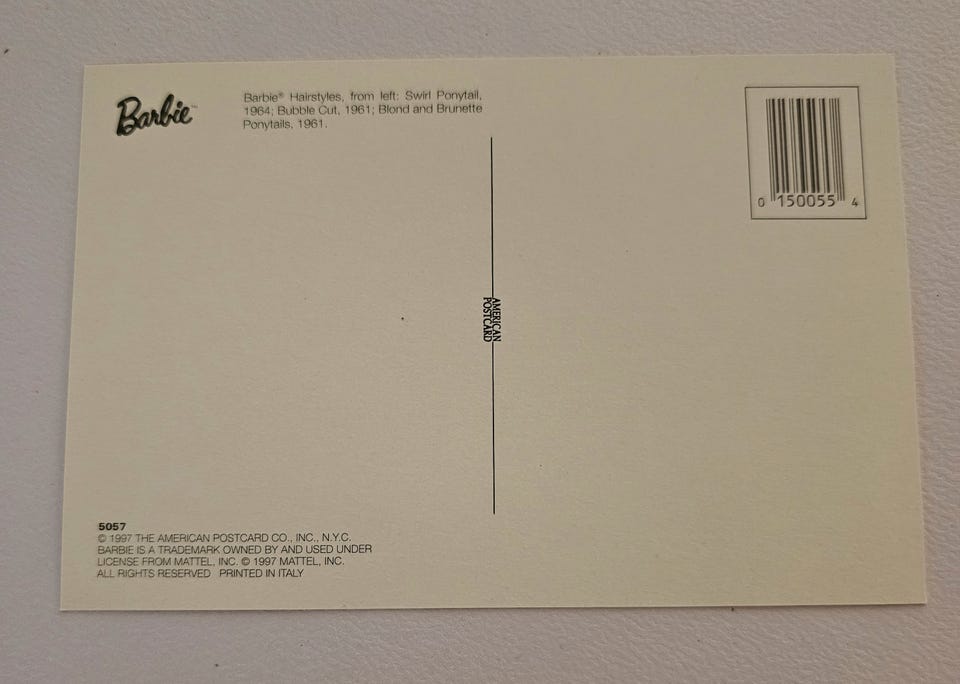 Barbie™
Barbie® Hairstyles, from left: Swirl Ponytail,
1964; Bubble Cut, 1961; Blond and Brunette
Ponytails, 1961.
0 150055 4
AMERICAN
POSTCARD
5057
© 1997 THE AMERICAN POSTCARD CO., INC., N.Y.C.
BARBIE IS A TRADEMARK OWNED BY AND USED UNDER
LICENSE FROM MATTEL, INC. © 1997 MATTEL, INC.
ALL RIGHTS RESERVED PRINTED IN ITALY